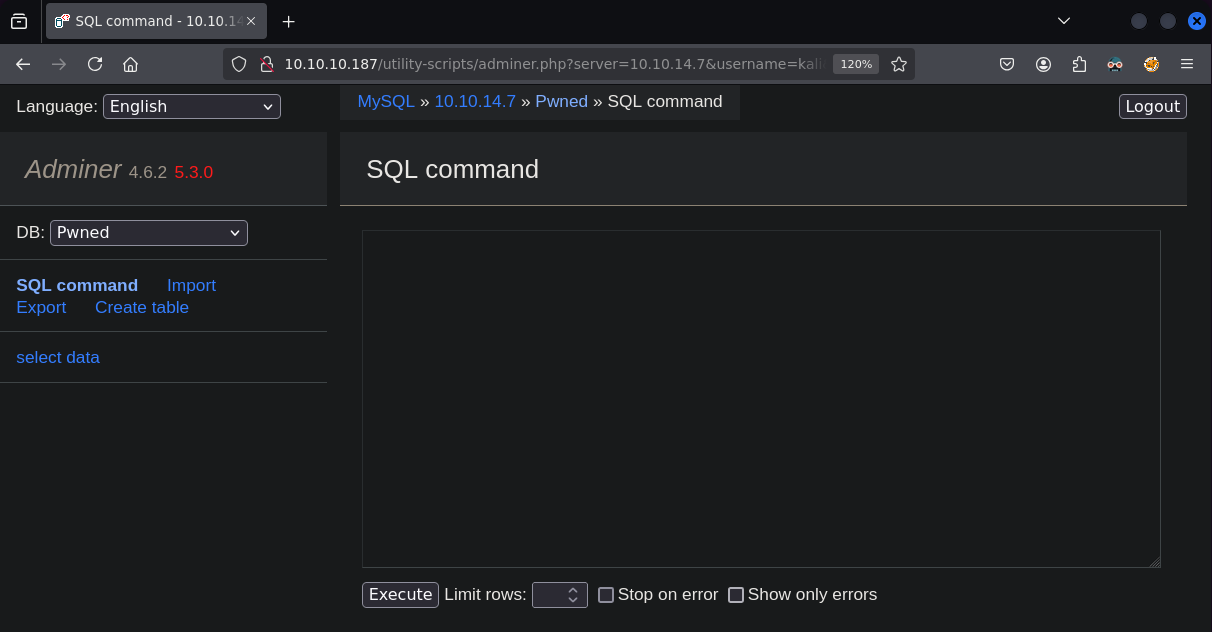 SQL command - 10.10.14
10.10.10.187/utility-scripts/adminer.php?server=10.10.14.7&username=kali
120%
Language: English
MySQL » 10.10.14.7 » Pwned » SQL command
Logout
Adminer 4.6.2 5.3.0
SQL command
DB: Pwned
SQL command Import
Export Create table
select data
Execute Limit rows: Stop on error Show only errors